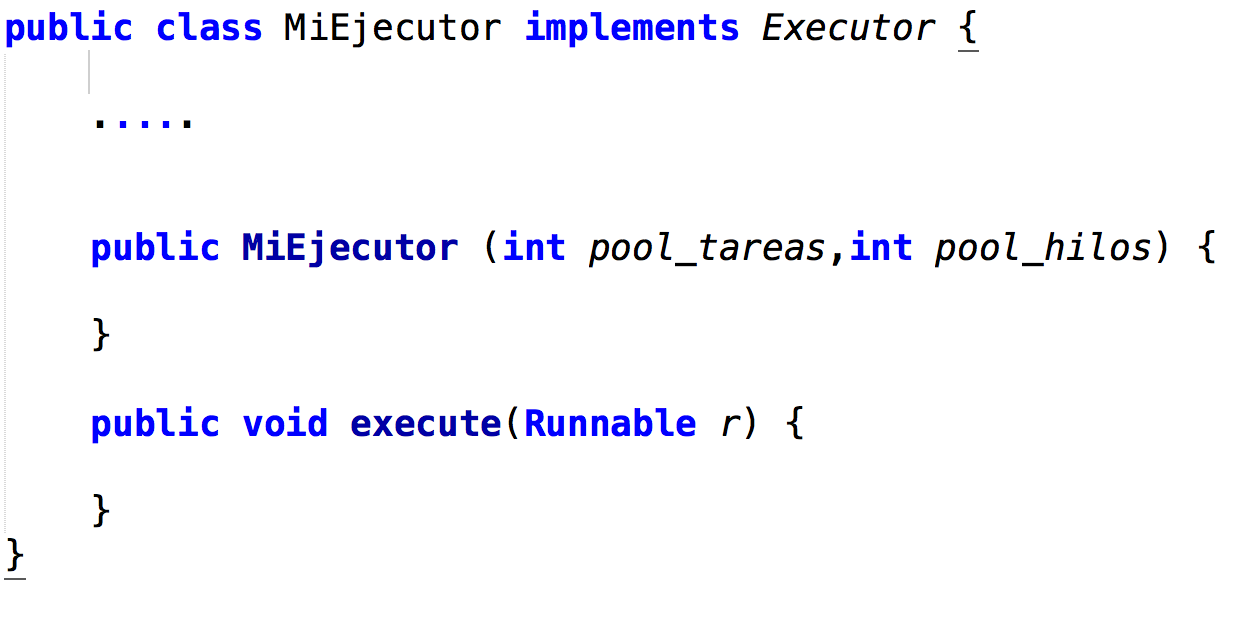 public class MiEjecutor implements Executor {
.....
public MiEjecutor (int pool_tareas,int pool_hilos) {
}
public void execute(Runnable r) {
}
}